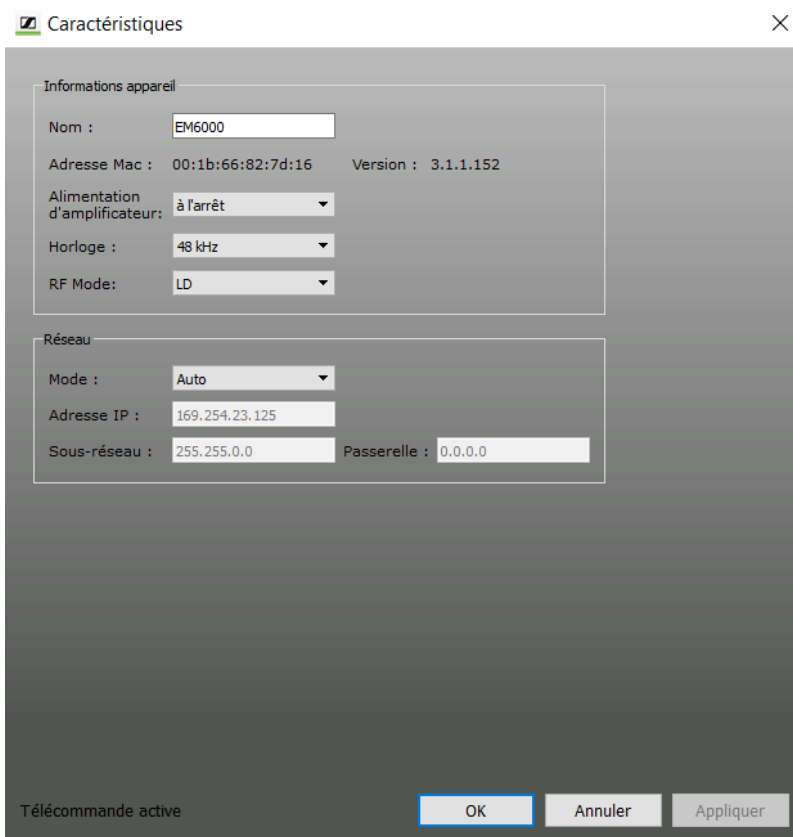 Caractéristiques
Informations appareil
Nom : EM6000
Adresse Mac : 00:1b:66:82:7d:16 Version : 3.1.1.152
Alimentation
d'amplificateur: à l'arrêt
Horloge : 48 kHz
RF Mode: LD
Réseau
Mode : Auto
Adresse IP : 169.254.23.125
Sous-réseau : 255.255.0.0 Passerelle : 0.0.0.0
Télécommande active OK Annuler Appliquer